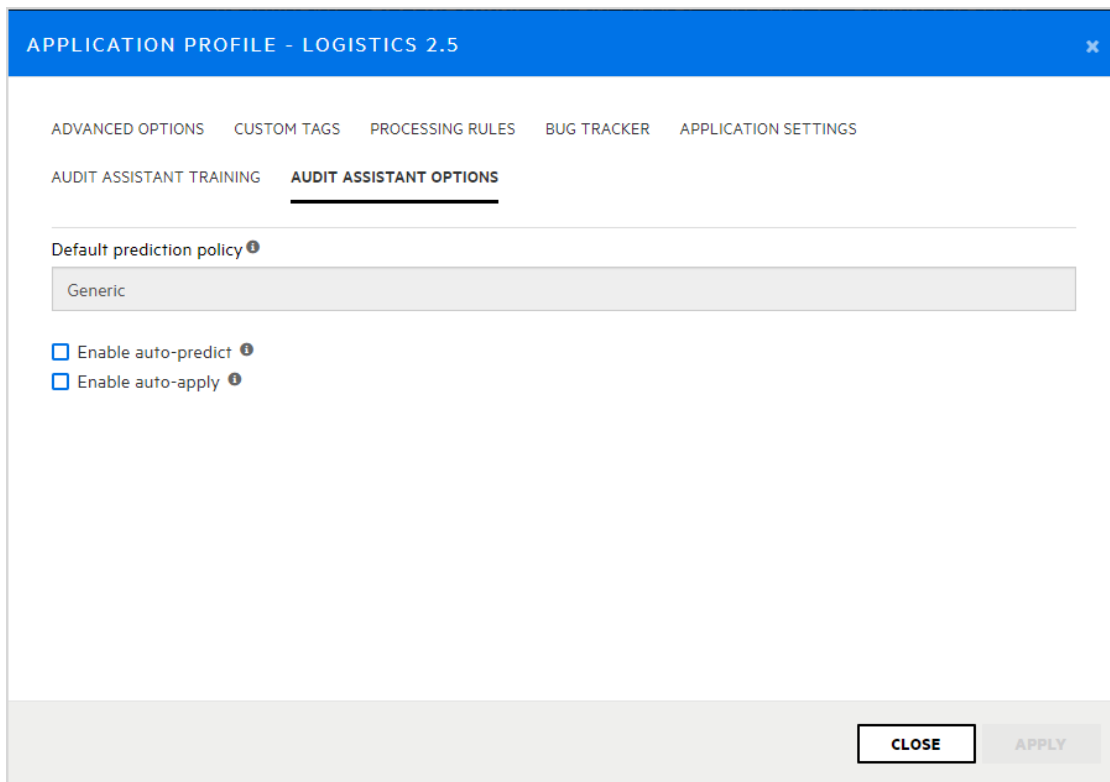 APPLICATION PROFILE - LOGISTICS 2.5
ADVANCED OPTIONS CUSTOM TAGS PROCESSING RULES BUG TRACKER APPLICATION SETTINGS
AUDIT ASSISTANT TRAINING AUDIT ASSISTANT OPTIONS
Default prediction policy
Generic
Enable auto-predict
Enable auto-apply
CLOSE APPLY